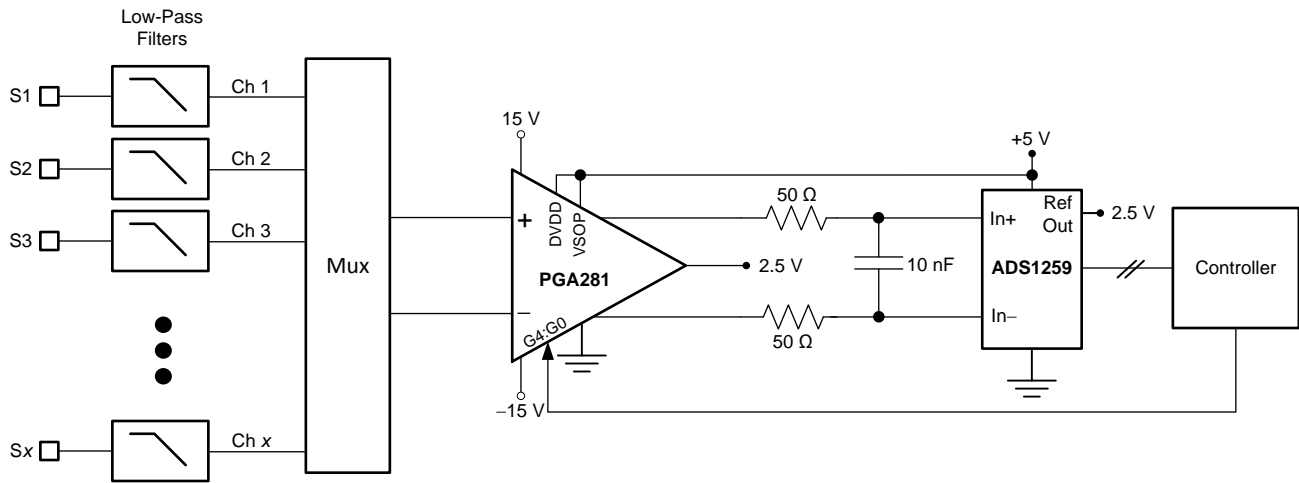 Low-Pass
Filters
S1
Ch 1
S2
Ch 2
S3
Ch 3
Sx
Ch x
Mux
15 V
+
−
DVDD
VSOP
PGA281
G4:G0
−15 V
2.5 V
50 Ω
10 nF
50 Ω
+5 V
In+
Ref
Out
2.5 V
ADS1259
In−
Controller